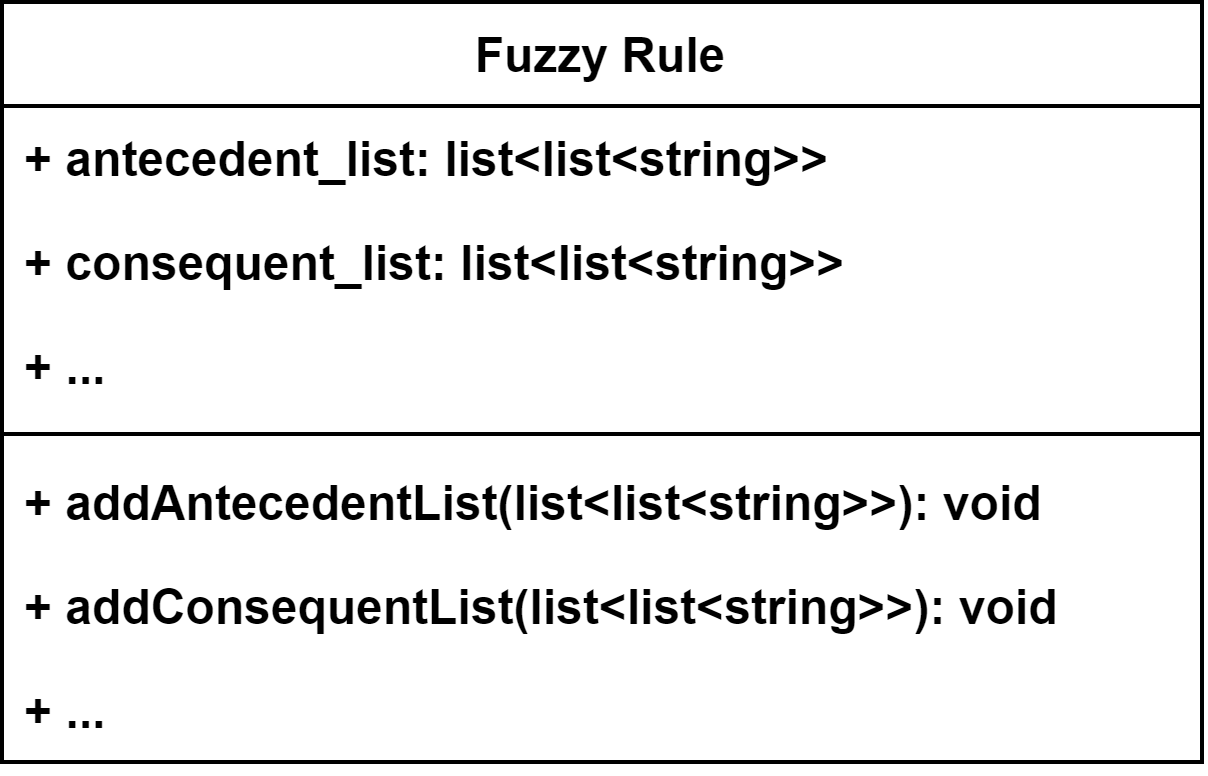 Fuzzy Rule
+ antecedent_list: list<list<string>>
+ consequent_list: list<list<string>>
+ ...
+ addAntecedentList(list<list<string>>): void
+ addConsequentList(list<list<string>>): void
+ ...